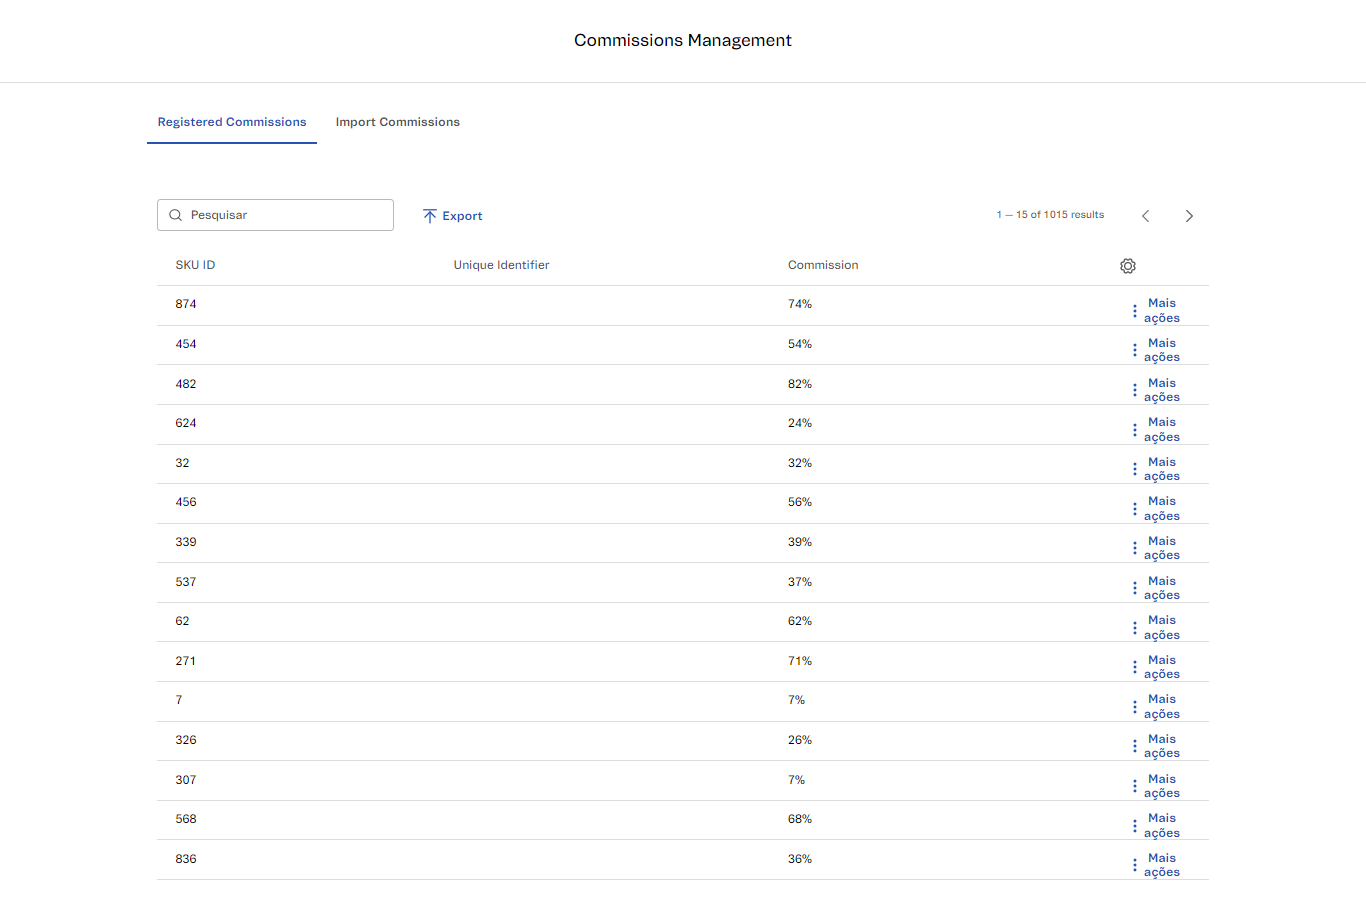 Commissions Management
Registered Commissions Import Commissions
Pesquisar Export 1 — 15 of 1015 results
SKU ID Unique Identifier Commission
874 74% Mais
ações
454 54% Mais
ações
482 82% Mais
ações
624 24% Mais
ações
32 32% Mais
ações
456 56% Mais
ações
339 39% Mais
ações
537 37% Mais
ações
62 62% Mais
ações
271 71% Mais
ações
7 7% Mais
ações
326 26% Mais
ações
307 7% Mais
ações
568 68% Mais
ações
836 36% Mais
ações